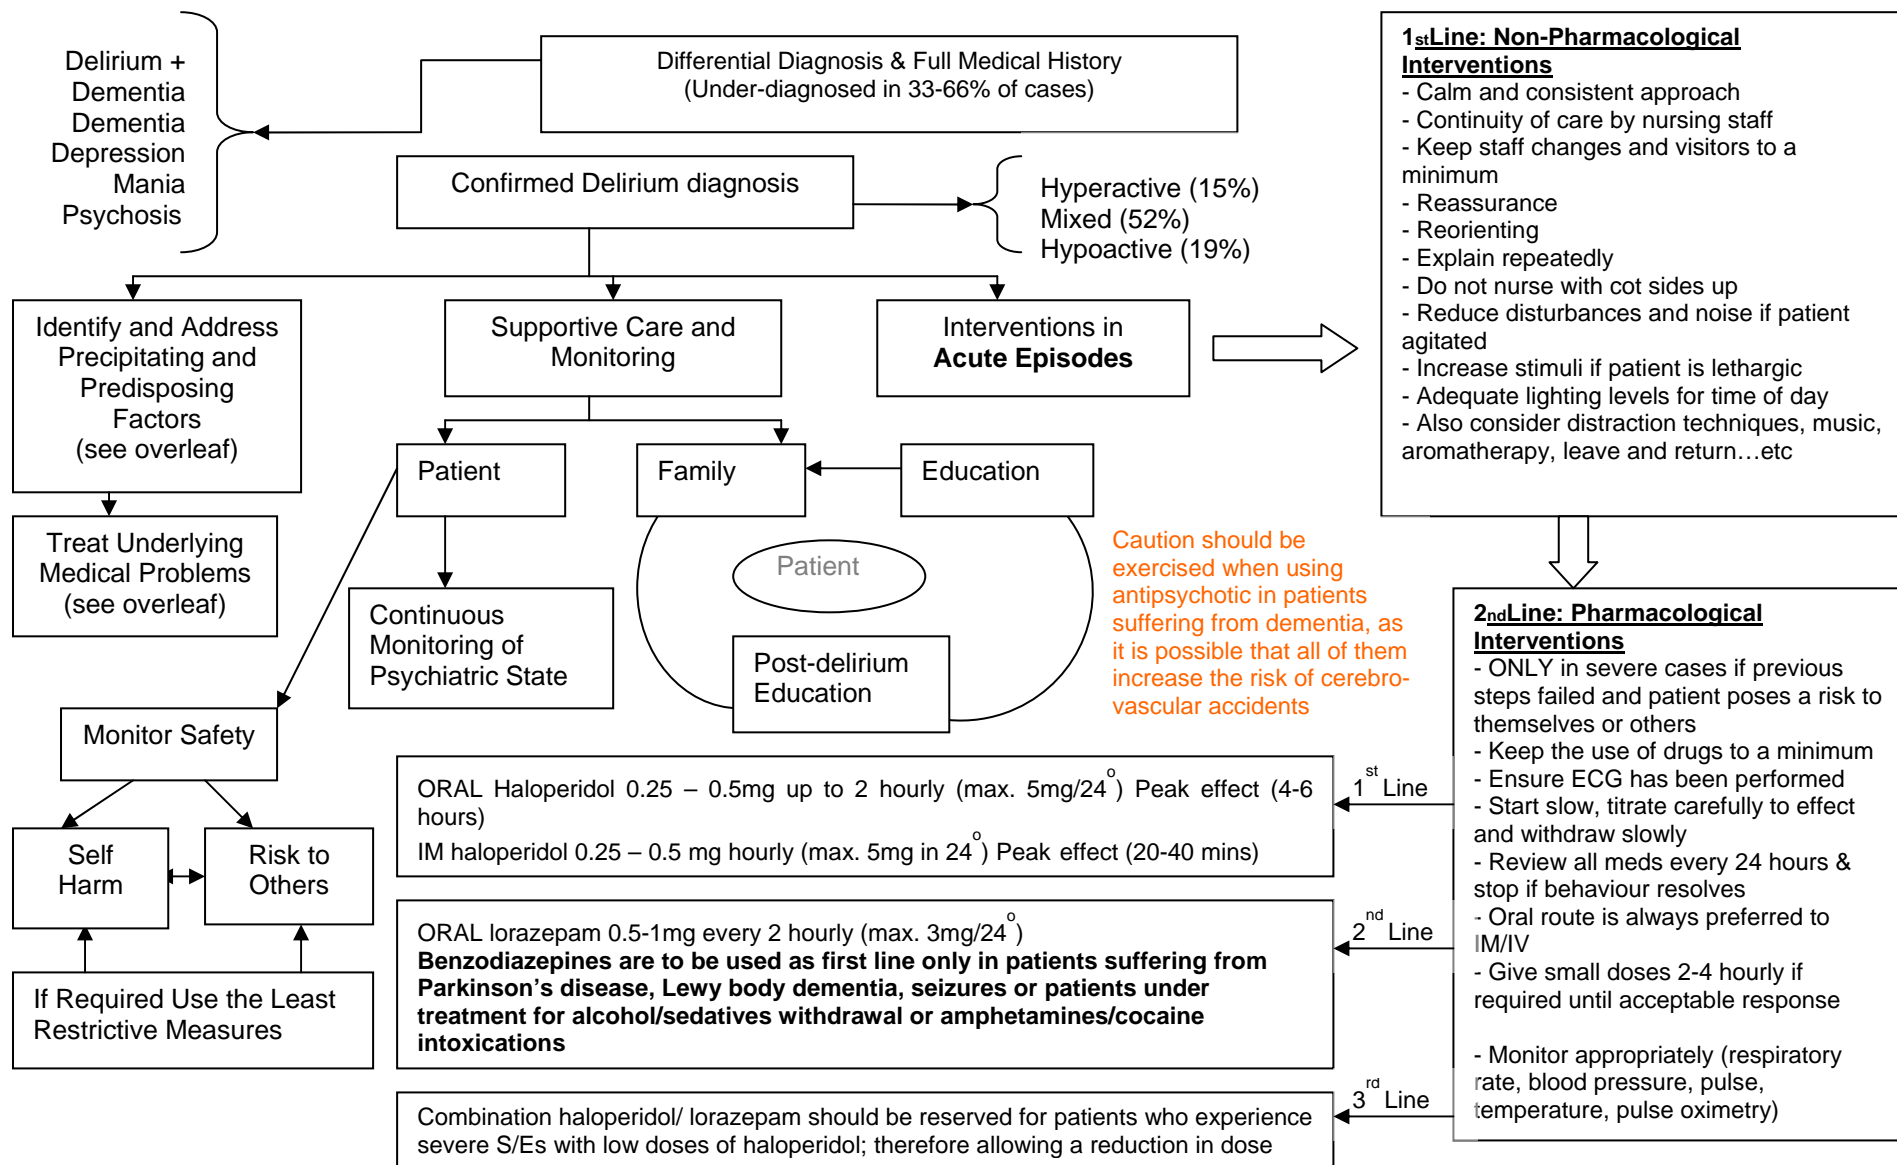 Delirium +
Dementia
Dementia
Depression
Mania
Psychosis
Differential Diagnosis & Full Medical History
(Under-diagnosed in 33-66% of cases)
Confirmed Delirium diagnosis
Hyperactive (15%)
Mixed (52%)
Hypoactive (19%)
Identify and Address
Precipitating and
Predisposing
Factors
(see overleaf)
Supportive Care and
Monitoring
Interventions in
Acute Episodes
Treat Underlying
Medical Problems
(see overleaf)
Patient
Family
Education
Patient
Continuous
Monitoring of
Psychiatric State
Post-delirium
Education
Monitor Safety
Self
Harm
Risk to
Others
If Required Use the Least
Restrictive Measures
1stLine: Non-Pharmacological
Interventions
- Calm and consistent approach
- Continuity of care by nursing staff
- Keep staff changes and visitors to a
minimum
- Reassurance
- Reorienting
- Explain repeatedly
- Do not nurse with cot sides up
- Reduce disturbances and noise if patient
agitated
- Increase stimuli if patient is lethargic
- Adequate lighting levels for time of day
- Also consider distraction techniques, music,
aromatherapy, leave and return…etc
Caution should be
exercised when using
antipsychotic in patients
suffering from dementia, as
it is possible that all of them
increase the risk of cerebro-
vascular accidents
2ndLine: Pharmacological
Interventions
- ONLY in severe cases if previous
steps failed and patient poses a risk to
themselves or others
- Keep the use of drugs to a minimum
- Ensure ECG has been performed
- Start slow, titrate carefully to effect
and withdraw slowly
- Review all meds every 24 hours &
stop if behaviour resolves
- Oral route is always preferred to
IM/IV
- Give small doses 2-4 hourly if
required until acceptable response
- Monitor appropriately (respiratory
rate, blood pressure, pulse,
temperature, pulse oximetry)
1st Line
ORAL Haloperidol 0.25 – 0.5mg up to 2 hourly (max. 5mg/24°) Peak effect (4-6
hours)
IM haloperidol 0.25 – 0.5 mg hourly (max. 5mg in 24°) Peak effect (20-40 mins)
2nd Line
ORAL lorazepam 0.5-1mg every 2 hourly (max. 3mg/24°)
Benzodiazepines are to be used as first line only in patients suffering from
Parkinson's disease, Lewy body dementia, seizures or patients under
treatment for alcohol/sedatives withdrawal or amphetamines/cocaine
intoxications
3rd Line
Combination haloperidol/ lorazepam should be reserved for patients who experience
severe S/Es with low doses of haloperidol; therefore allowing a reduction in dose